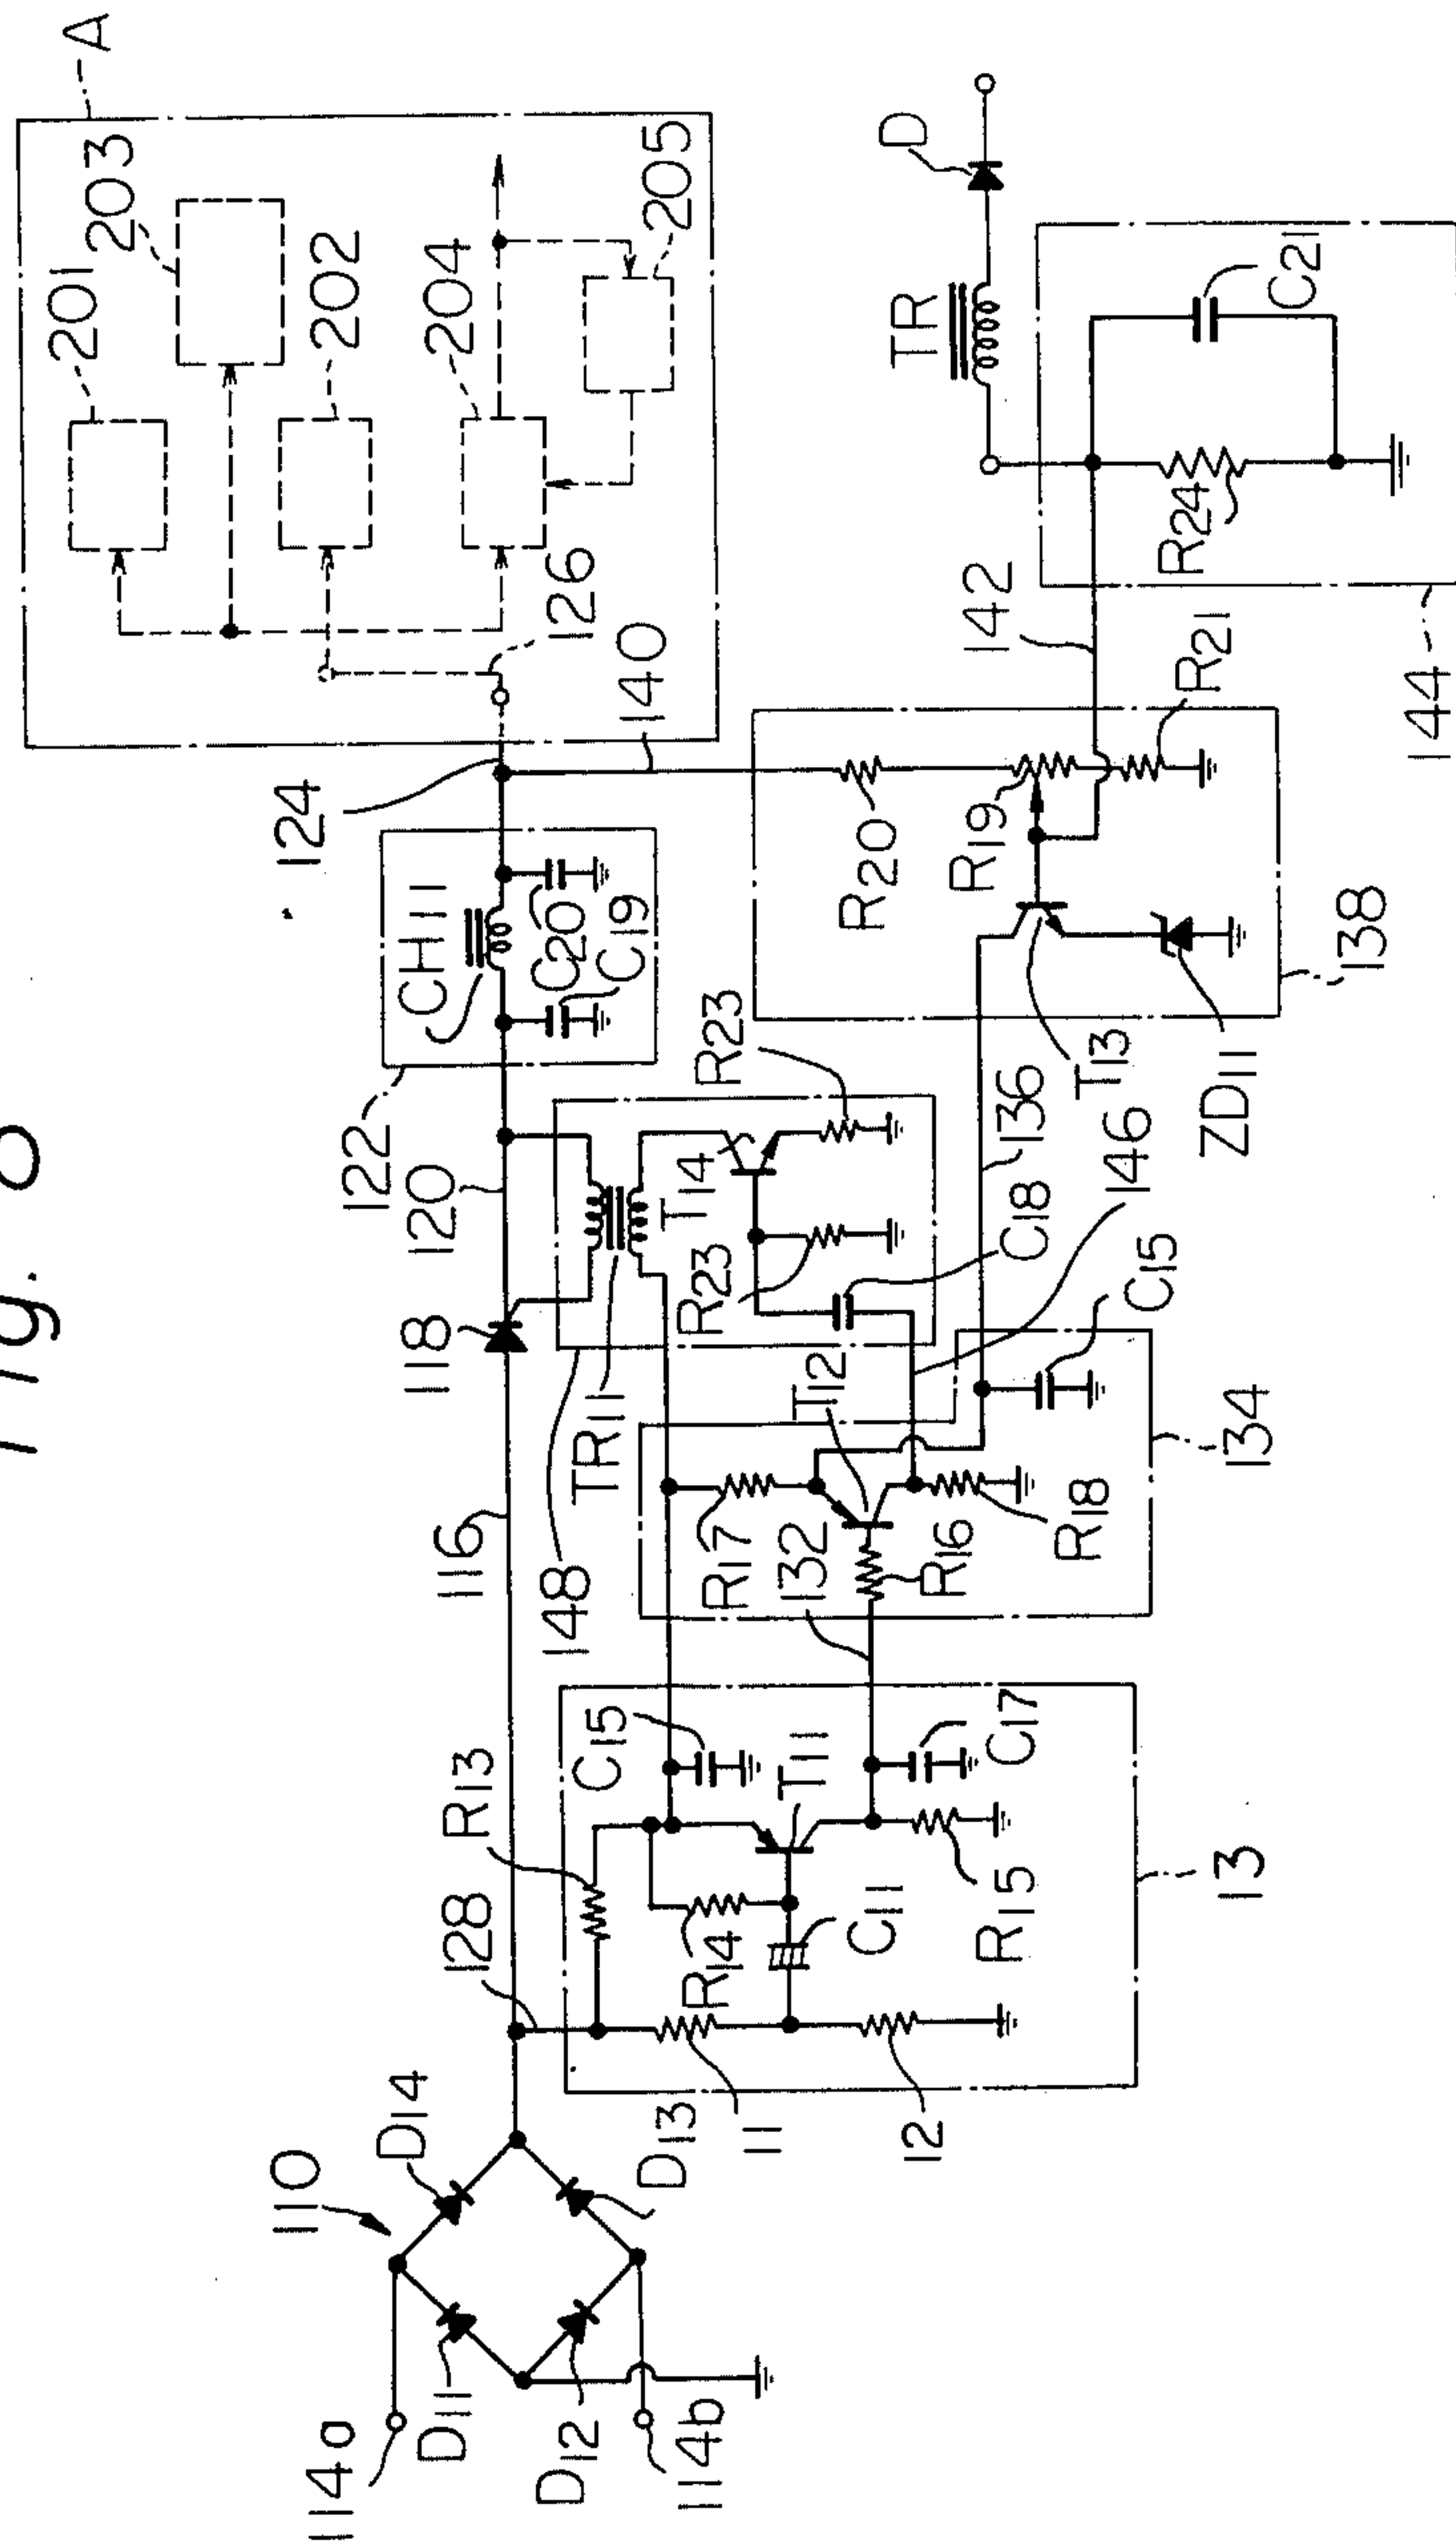 Fig. 8
A
201
203
202
204
205
126
124
140
D
TR
C21
R24
142
144
R21
R20
R19
138
T13
ZD11
CH11
C20
C19
122
120
118
116
R23
T14
R23
C18
136
146
C15
134
TR11
148
T12
R17
132
R16
R18
C15
R13
T11
C17
128
R14
C11
R15
13
11
12
110
D14
D13
D11
D12
114a
114b